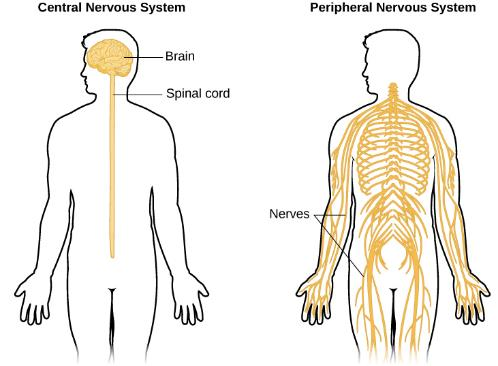 Central Nervous System
Peripheral Nervous System
Brain
Spinal cord
Nerves